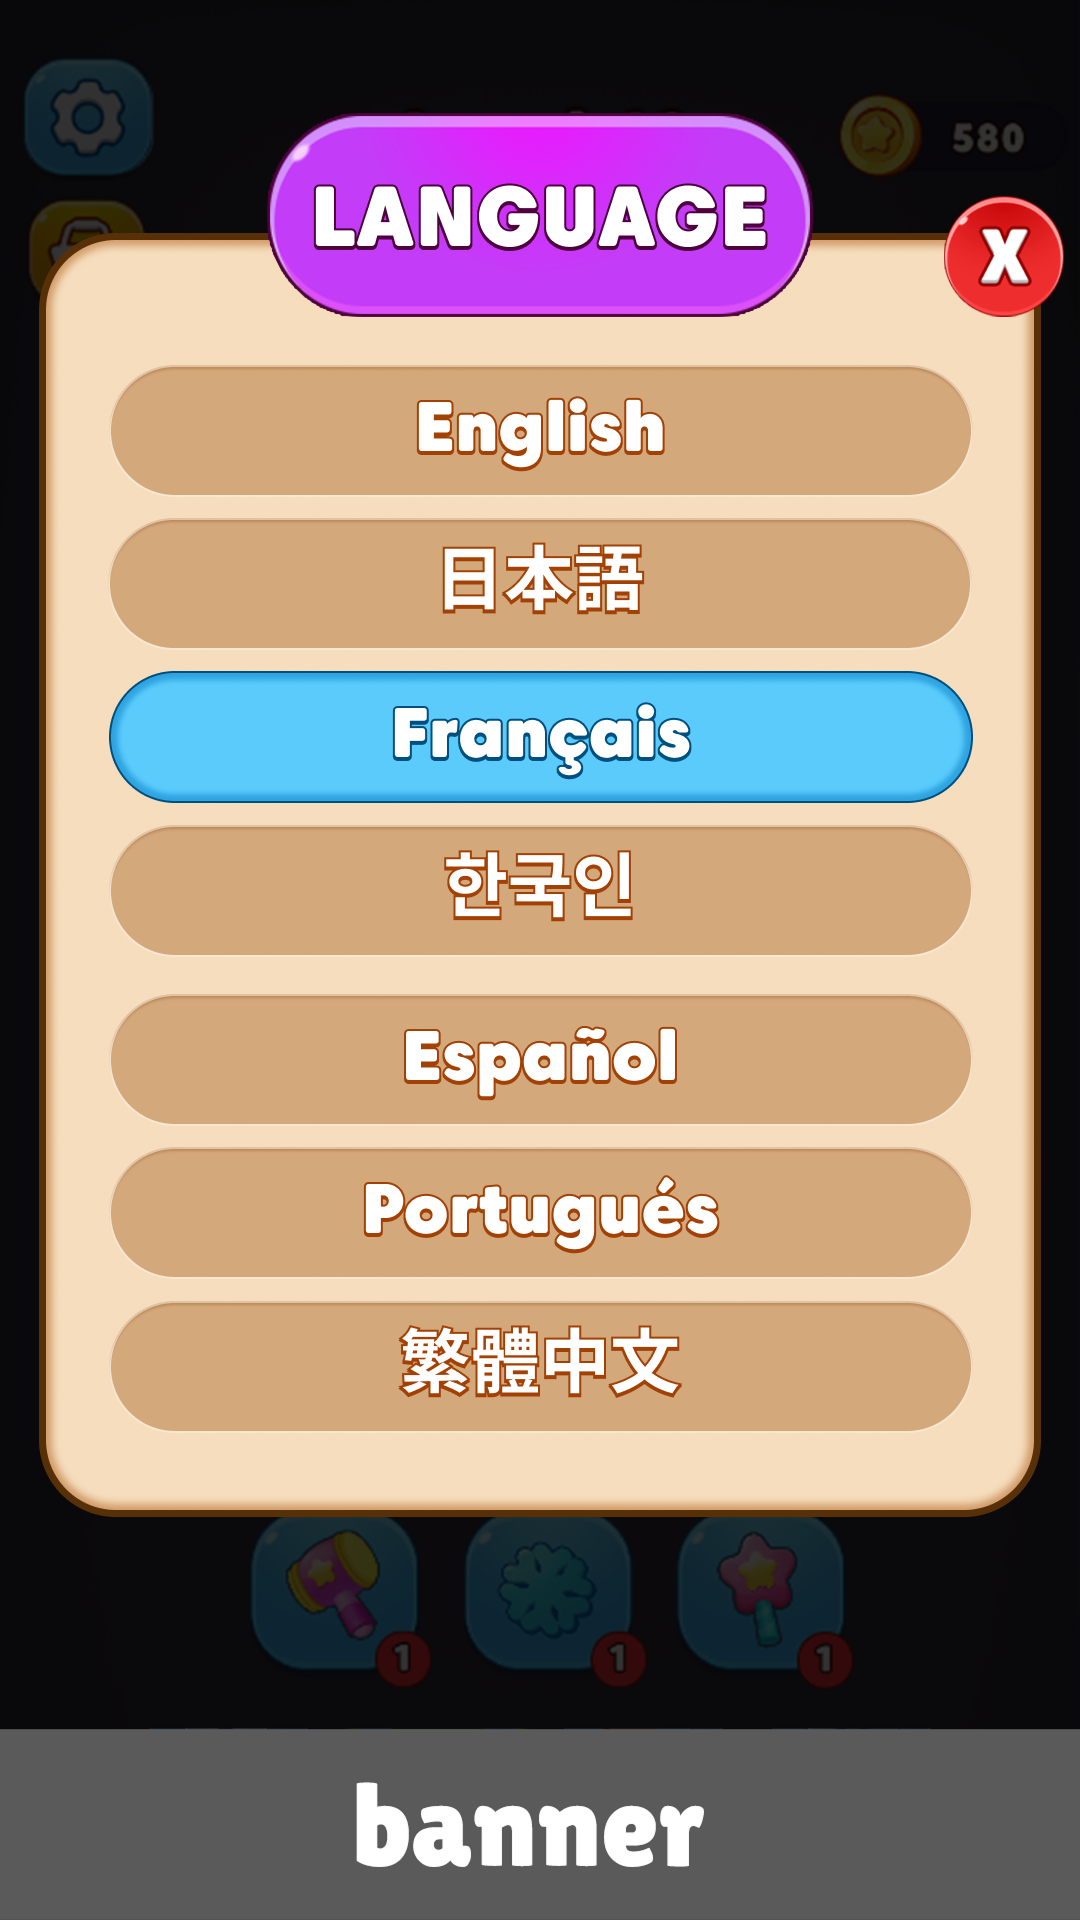 580
LANGUAGE
X
English
日本語
Français
한국인
Español
Portugués
繁體中文
1 1 1
banner